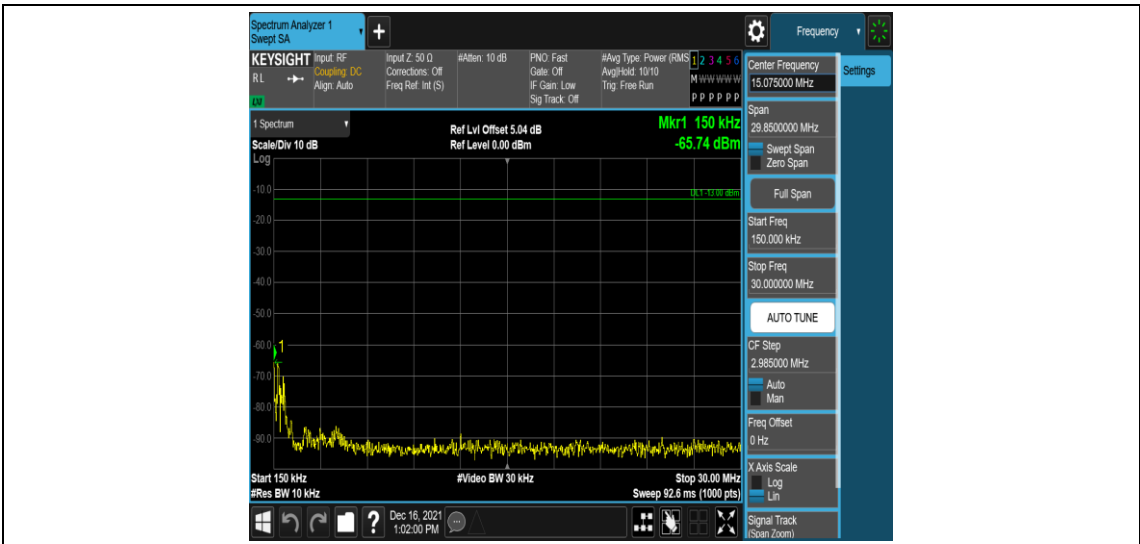 Spectrum Analyzer 1
Swept SA
+
Frequency
KEYSIGHT
RL
LXI
Input: RF
Coupling: DC
Align: Auto
Input Z: 50 Ω
Corrections: Off
Freq Ref: Int (S)
#Atten: 10 dB
PNO: Fast
Gate: Off
IF Gain: Low
Sig Track: Off
#Avg Type: Power (RMS
Avg|Hold: 10/10
Trig: Free Run
1 2 3 4 5 6
M W W W W W
P P P P P P
1 Spectrum
Scale/Div 10 dB
Log
Ref Lvl Offset 5.04 dB
Ref Level 0.00 dBm
Mkr1 150 kHz
-65.74 dBm
DL1 -13.00 dBm
-10.0
-20.0
-30.0
-40.0
-50.0
-60.0
1
-70.0
-80.0
-90.0
Start 150 kHz
#Res BW 10 kHz
#Video BW 30 kHz
Stop 30.00 MHz
Sweep 92.6 ms (1000 pts)
?
Dec 16, 2021
1:02:00 PM
Center Frequency
15.075000 MHz
Settings
Span
29.8500000 MHz
Swept Span
Zero Span
Full Span
Start Freq
150.000 kHz
Stop Freq
30.000000 MHz
AUTO TUNE
CF Step
2.985000 MHz
Auto
Man
Freq Offset
0 Hz
X Axis Scale
Log
Lin
Signal Track
(Span Zoom)